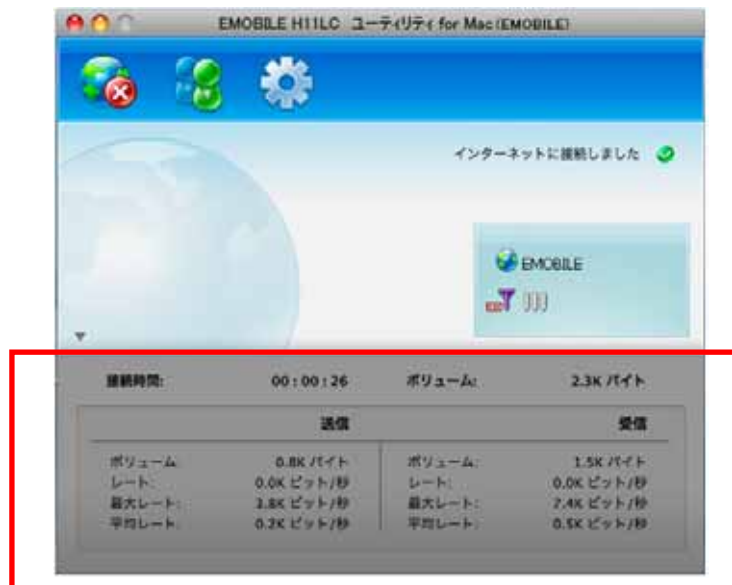 EMOBILE H11LC ユーティリティ for Mac (EMOBILE)
インターネットに接続しました
EMOBILE
接続時間: 00:00:26 ボリューム: 2.3K バイト
送信 受信
ボリューム: 0.8K バイト ボリューム: 1.5K バイト
レート: 0.0K ビット/秒 レート: 0.0K ビット/秒
最大レート: 3.8K ビット/秒 最大レート: 7.4K ビット/秒
平均レート: 0.2K ビット/秒 平均レート: 0.5K ビット/秒